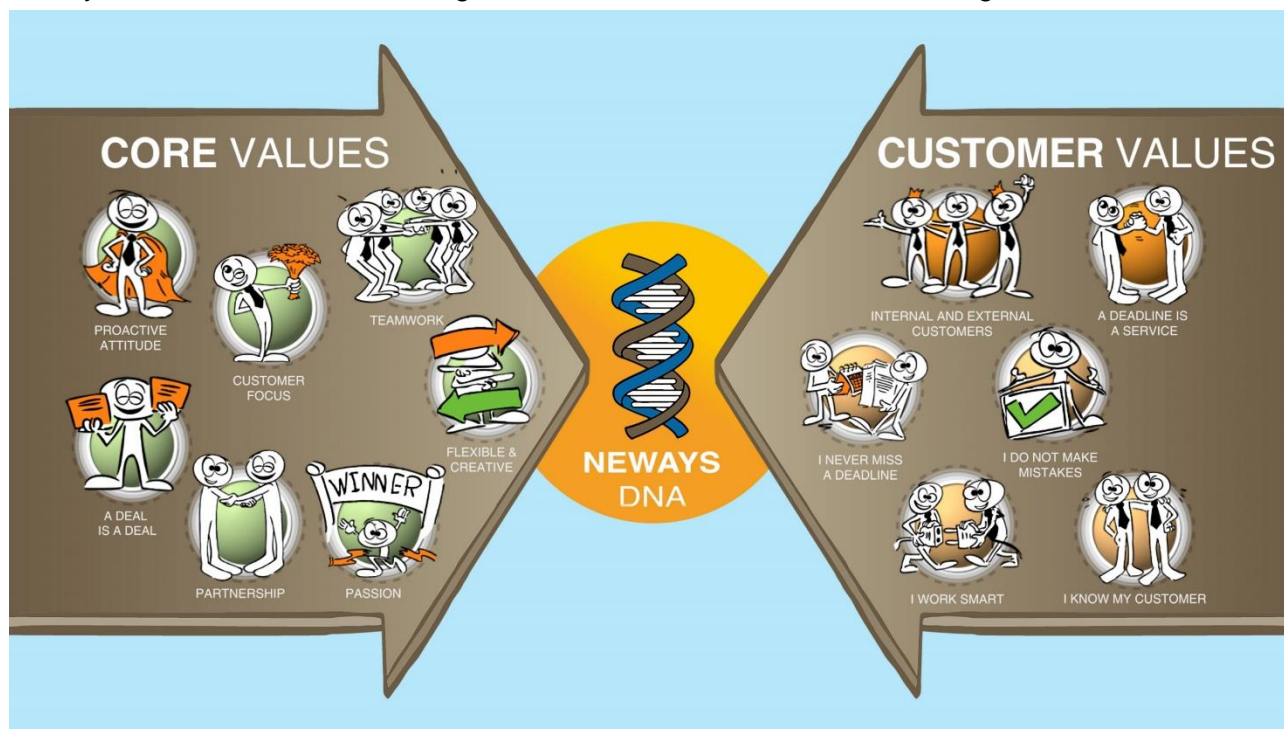 CORE VALUES
PROACTIVE
ATTITUDE
CUSTOMER
FOCUS
TEAMWORK
FLEXIBLE &
CREATIVE
A DEAL
IS A DEAL
PARTNERSHIP
WINNER
PASSION
NEWAYS
DNA
CUSTOMER VALUES
INTERNAL AND EXTERNAL
CUSTOMERS
A DEADLINE IS
A SERVICE
I NEVER MISS
A DEADLINE
I DO NOT MAKE
MISTAKES
I WORK SMART
I KNOW MY CUSTOMER